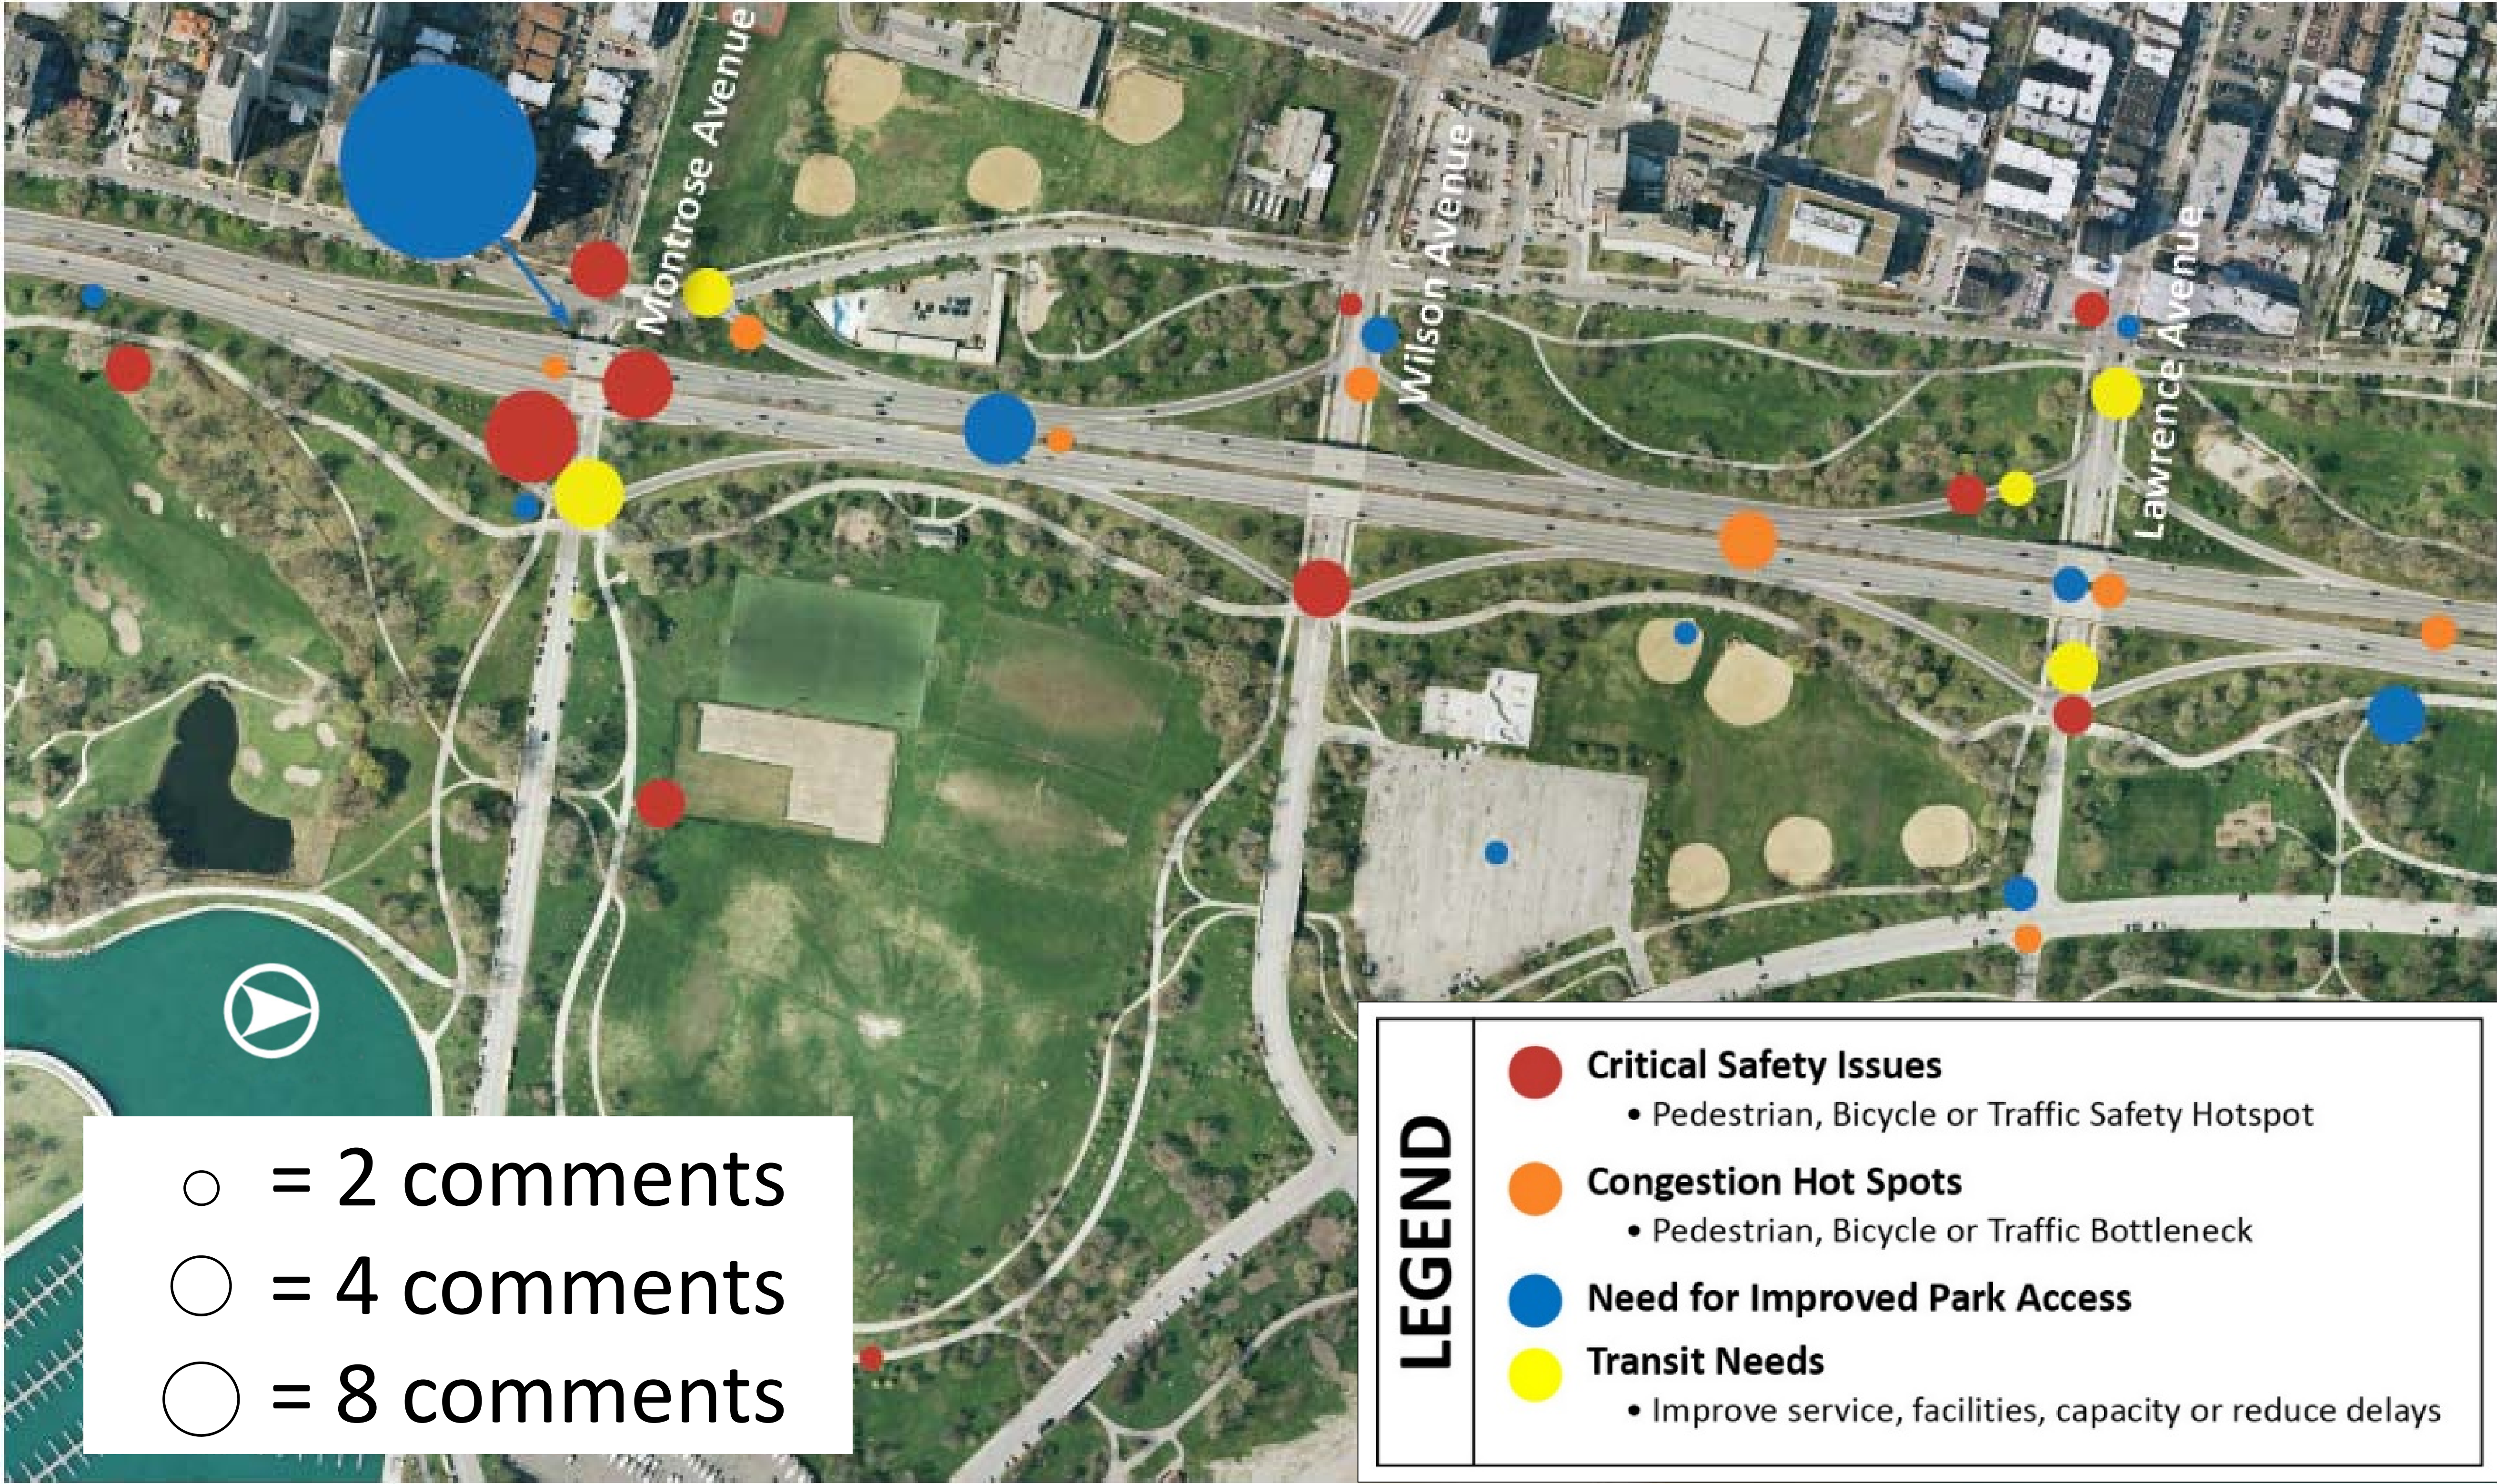 Montrose Avenue
Wilson Avenue
Lawrence Avenue
= 2 comments
= 4 comments
= 8 comments
LEGEND
Critical Safety Issues
• Pedestrian, Bicycle or Traffic Safety Hotspot
Congestion Hot Spots
• Pedestrian, Bicycle or Traffic Bottleneck
Need for Improved Park Access
Transit Needs
• Improve service, facilities, capacity or reduce delays